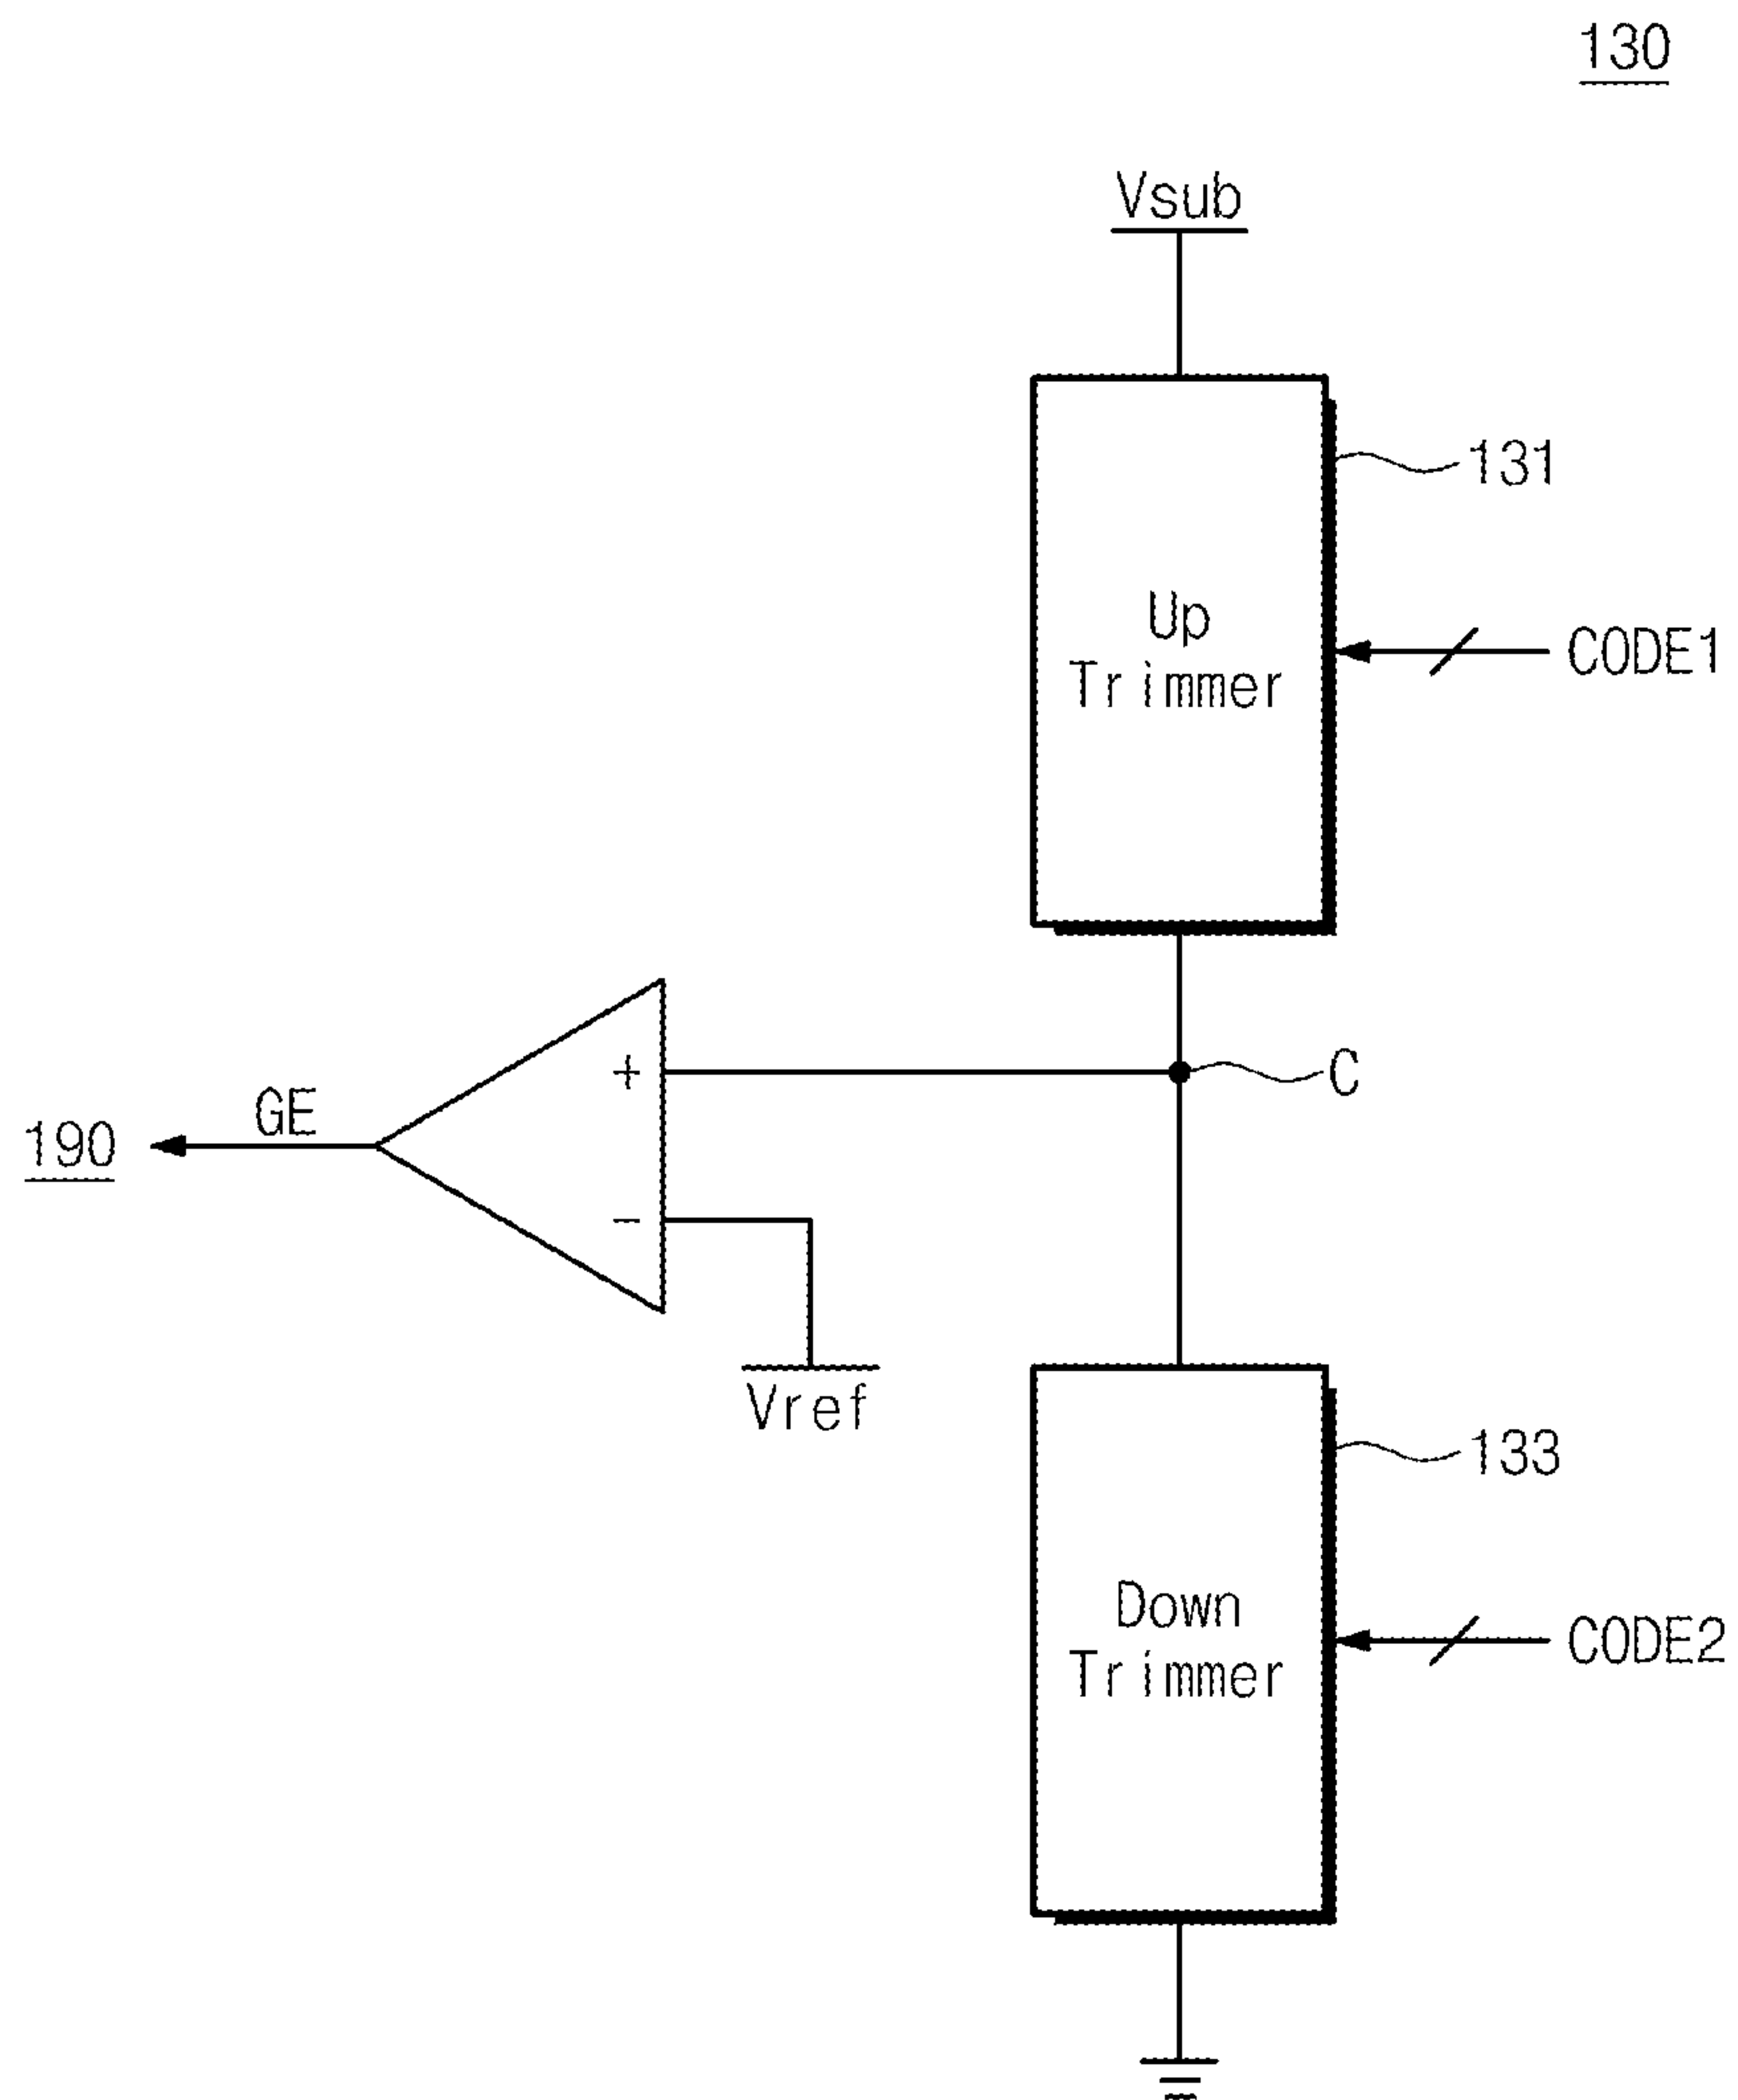 130
Vsub
131
Up
Trimmer
CODE1
+
C
GE
190
-
Vref
133
Down
Trimmer
CODE2